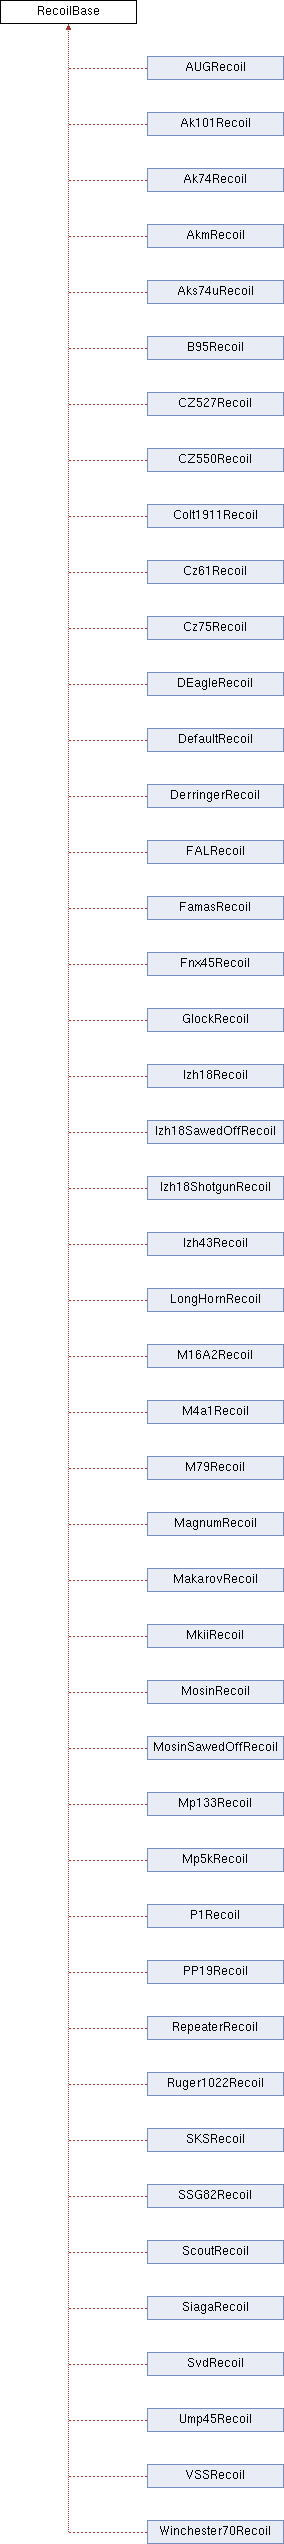 RecoilBase
AUGRecoil
Ak101Recoil
Ak74Recoil
AkmRecoil
Aks74uRecoil
B95Recoil
CZ527Recoil
CZ550Recoil
Colt1911Recoil
Cz61Recoil
Cz75Recoil
DEagleRecoil
DefaultRecoil
DerringerRecoil
FALRecoil
FamasRecoil
Fnx45Recoil
GlockRecoil
Izh18Recoil
Izh18SawedOffRecoil
Izh18ShotgunRecoil
Izh43Recoil
LongHornRecoil
M16A2Recoil
M4a1Recoil
M79Recoil
MagnumRecoil
MakarovRecoil
MkiiRecoil
MosinRecoil
MosinSawedOffRecoil
Mp133Recoil
Mp5kRecoil
P1Recoil
PP19Recoil
RepeaterRecoil
Ruger1022Recoil
SKSRecoil
SSG82Recoil
ScoutRecoil
SiagaRecoil
SvdRecoil
Ump45Recoil
VSSRecoil
Winchester70Recoil